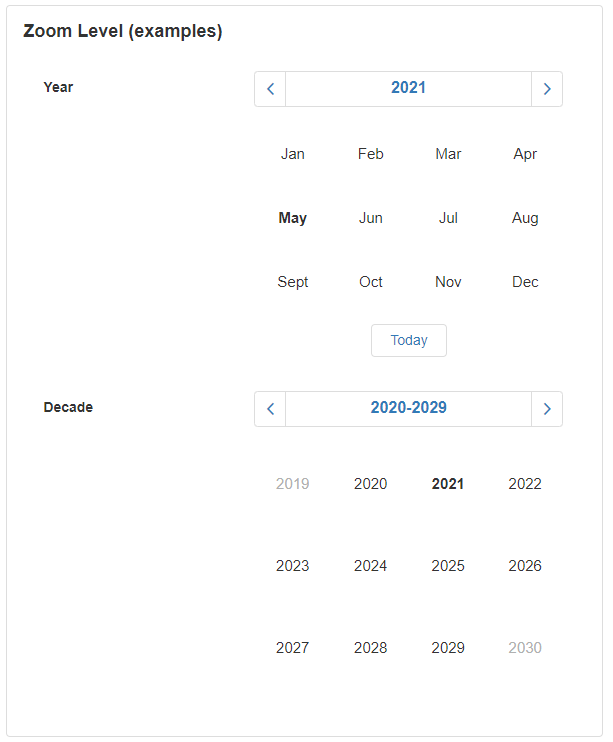 Zoom Level (examples)
Year
2021
Jan Feb Mar Apr
May Jun Jul Aug
Sept Oct Nov Dec
Today
Decade
2020-2029
2019 2020 2021 2022
2023 2024 2025 2026
2027 2028 2029 2030